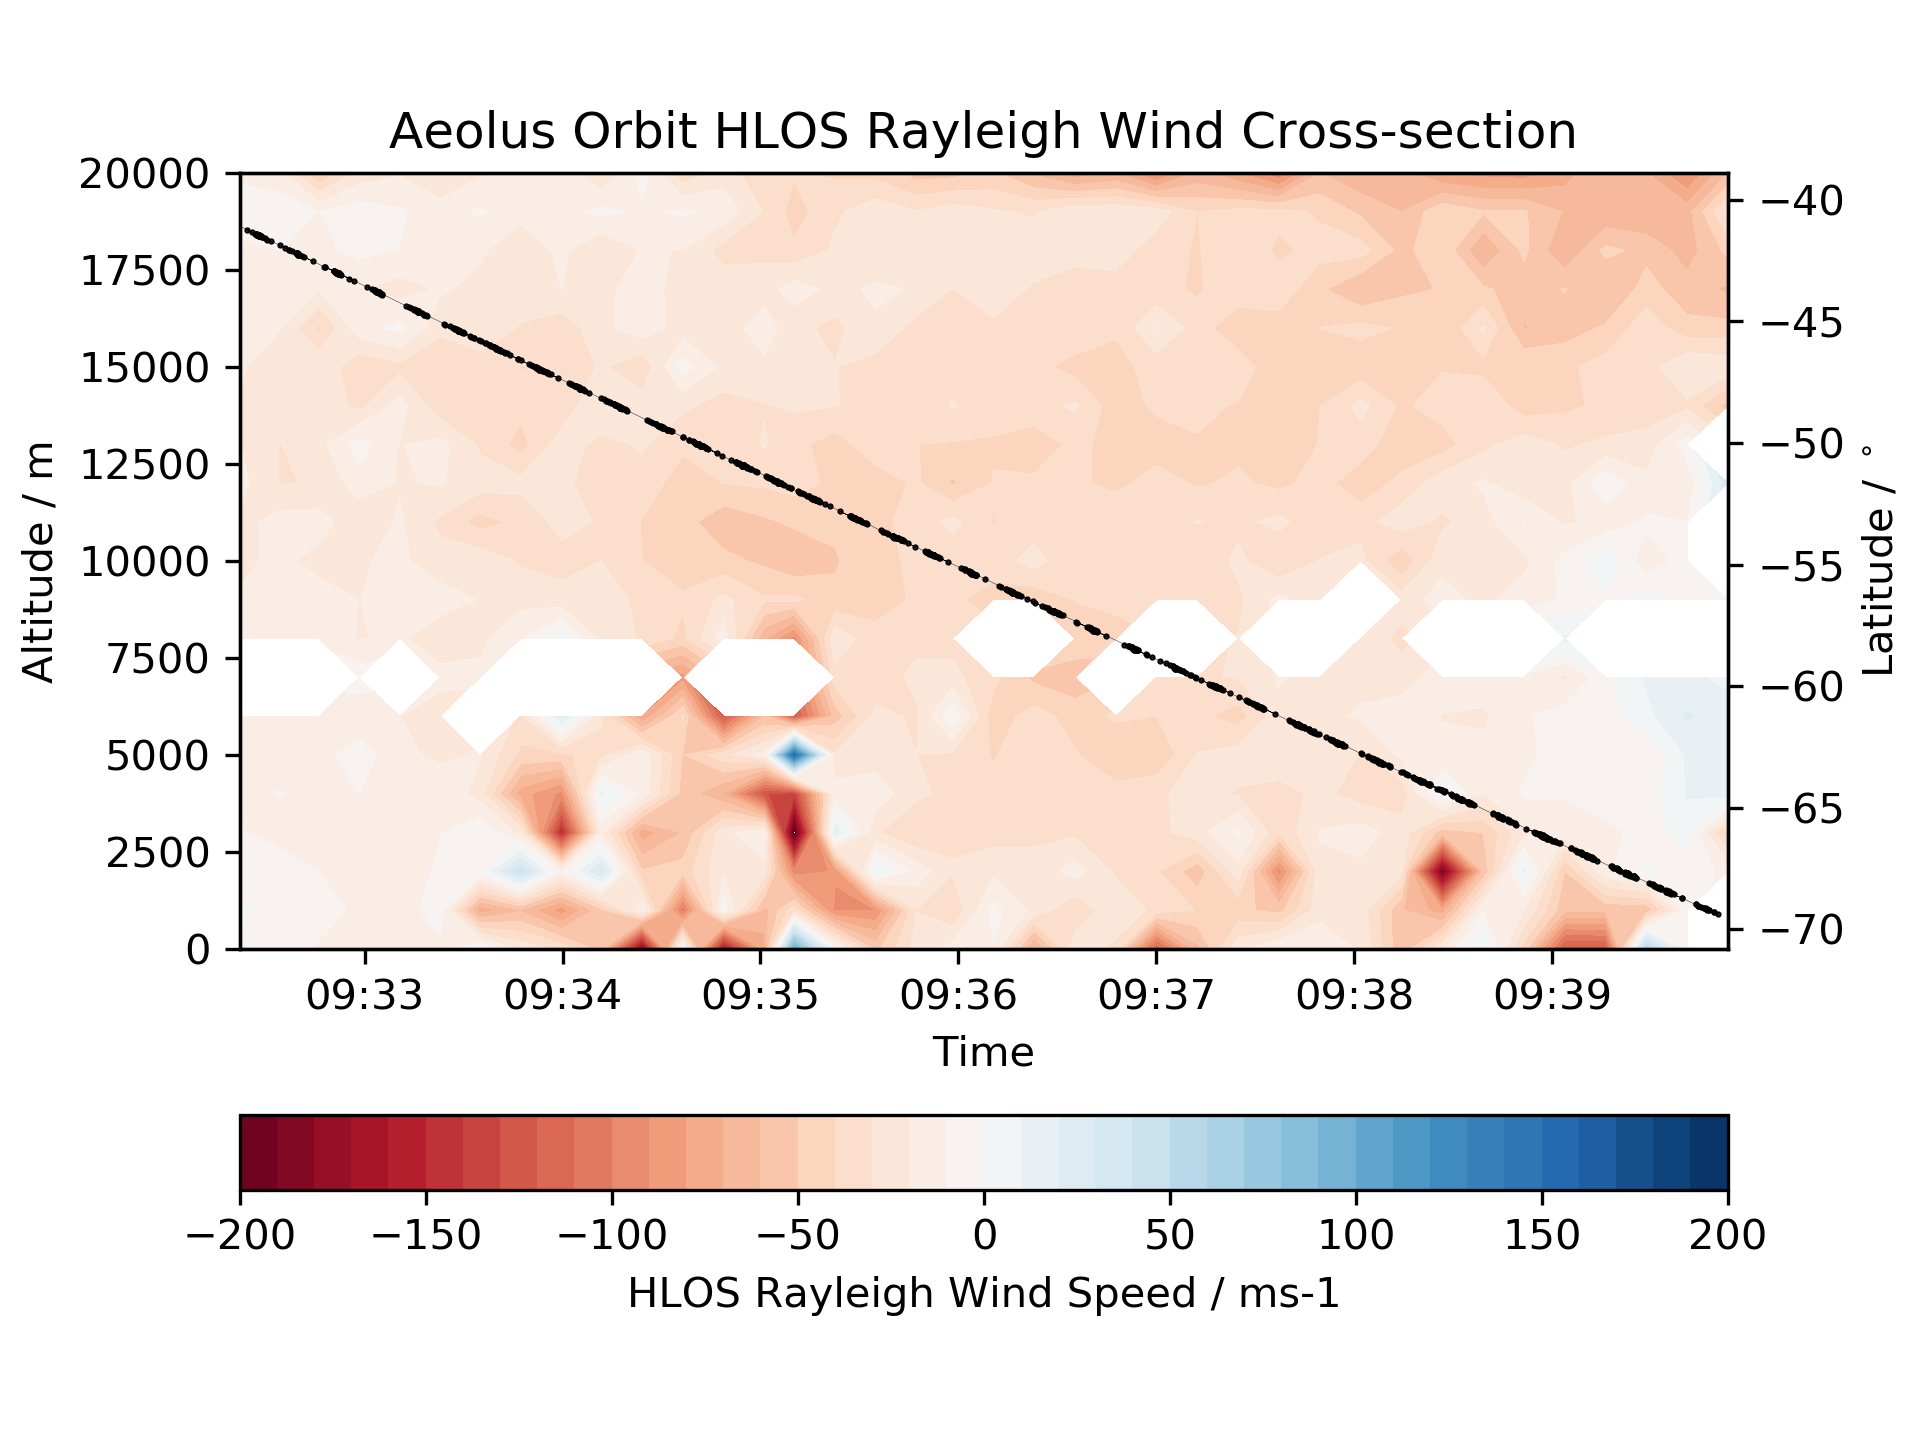 Aeolus Orbit HLOS Rayleigh Wind Cross-section
20000
17500
15000
12500
10000
7500
5000
2500
0
Altitude / m
−40
−45
−50
−55
−60
−65
−70
Latitude / °
09:33 09:34 09:35 09:36 09:37 09:38 09:39
Time
−200 −150 −100 −50 0 50 100 150 200
HLOS Rayleigh Wind Speed / ms-1